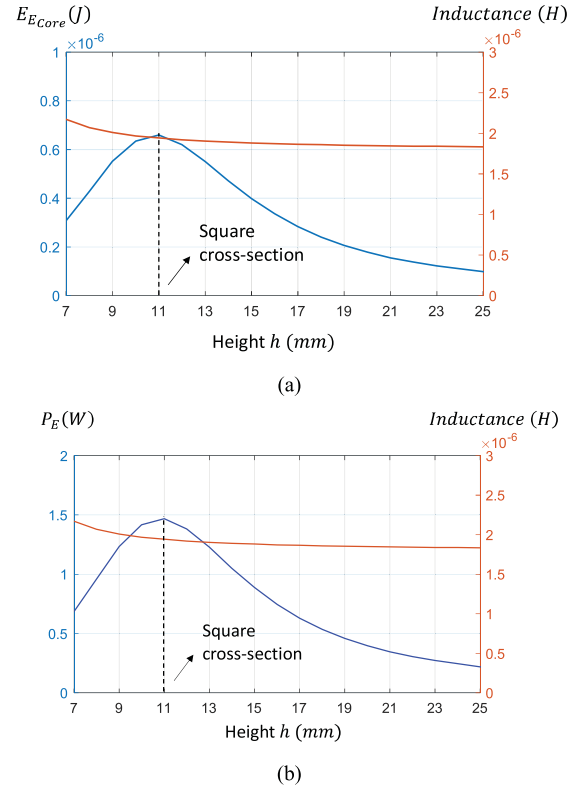 E_{E_{Core}}(J)
Inductance (H)
×10⁻⁶
×10⁻⁶
1
0.8
0.6
0.4
0.2
0
3
2.5
2
1.5
1
0.5
0
Square
cross-section
7 9 11 13 15 17 19 21 23 25
Height h (mm)
(a)
P_E(W)
Inductance (H)
×10⁻⁶
2
1.5
1
0.5
0
3
2.5
2
1.5
1
0.5
0
Square
cross-section
7 9 11 13 15 17 19 21 23 25
Height h (mm)
(b)